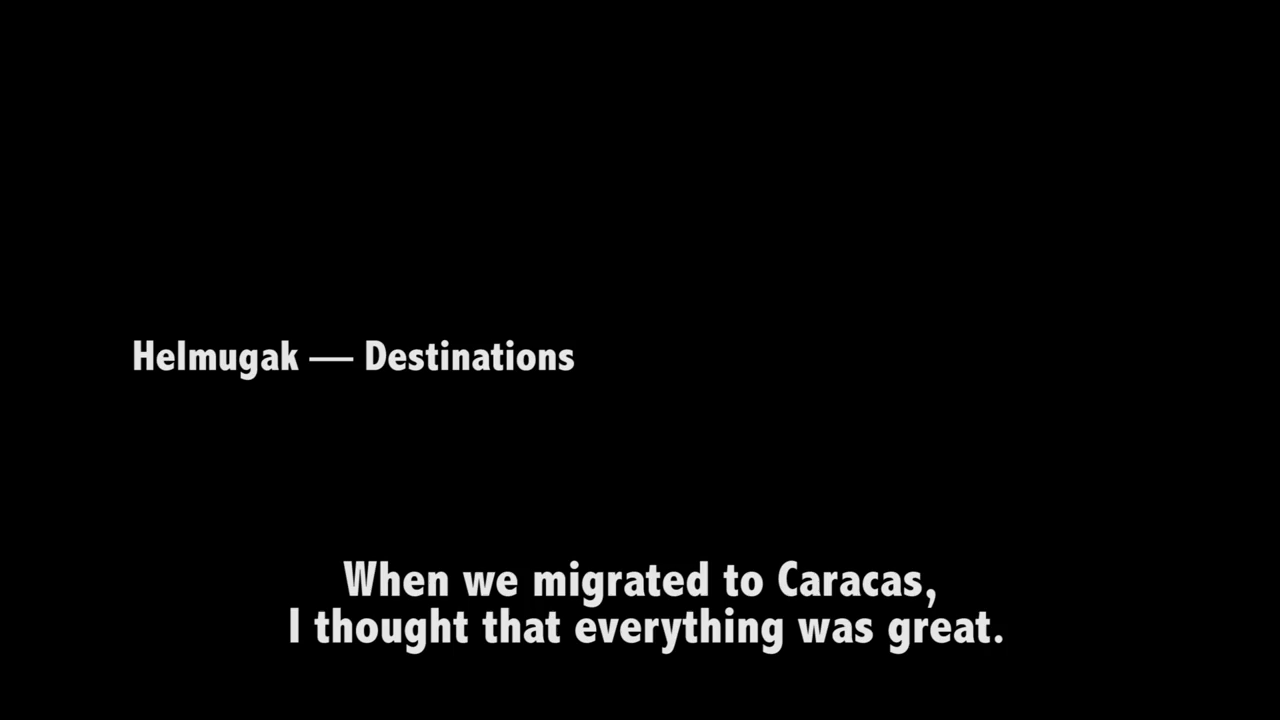 Helmugak — Destinations
When we migrated to Caracas,
I thought that everything was great.